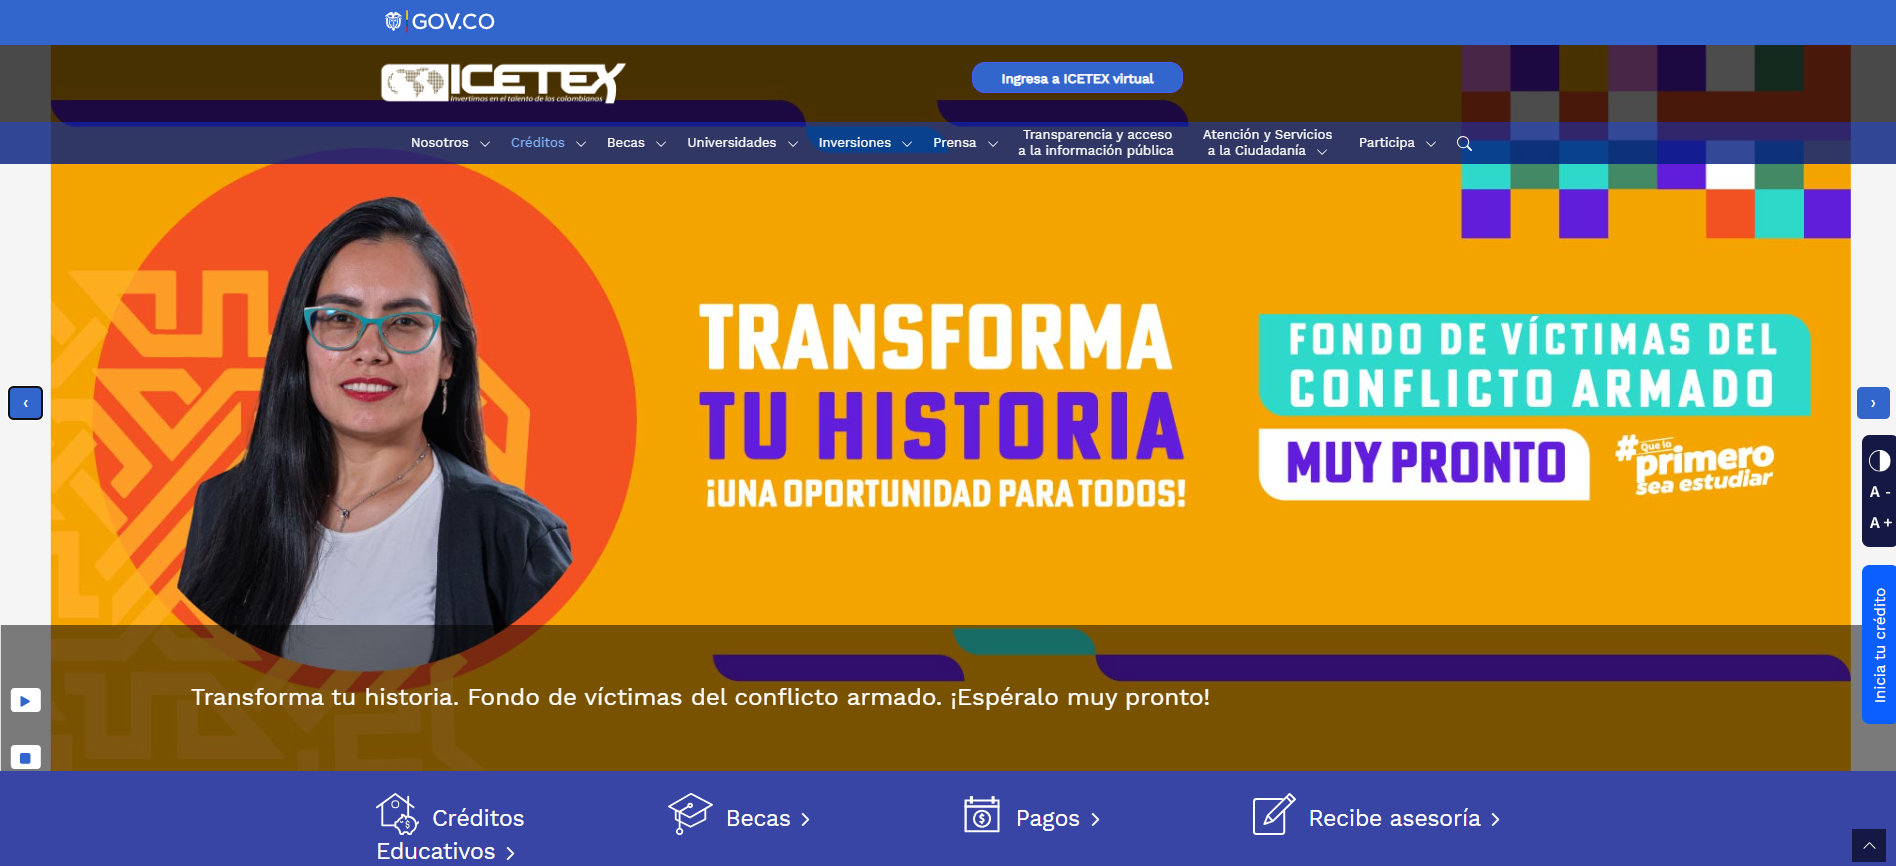 GOV.CO
ICETEX
Invertimos en el talento de los colombianos
Ingresa a ICETEX virtual
Nosotros
Créditos
Becas
Universidades
Inversiones
Prensa
Transparencia y acceso
a la información pública
Atención y Servicios
a la Ciudadanía
Participa
TRANSFORMA
TU HISTORIA
¡UNA OPORTUNIDAD PARA TODOS!
FONDO DE VÍCTIMAS DEL
CONFLICTO ARMADO
MUY PRONTO
#Que lo
primero
sea estudiar
‹
›
A -
A +
Inicia tu crédito
Transforma tu historia. Fondo de víctimas del conflicto armado. ¡Espéralo muy pronto!
Créditos
Educativos >
Becas >
Pagos >
Recibe asesoría >